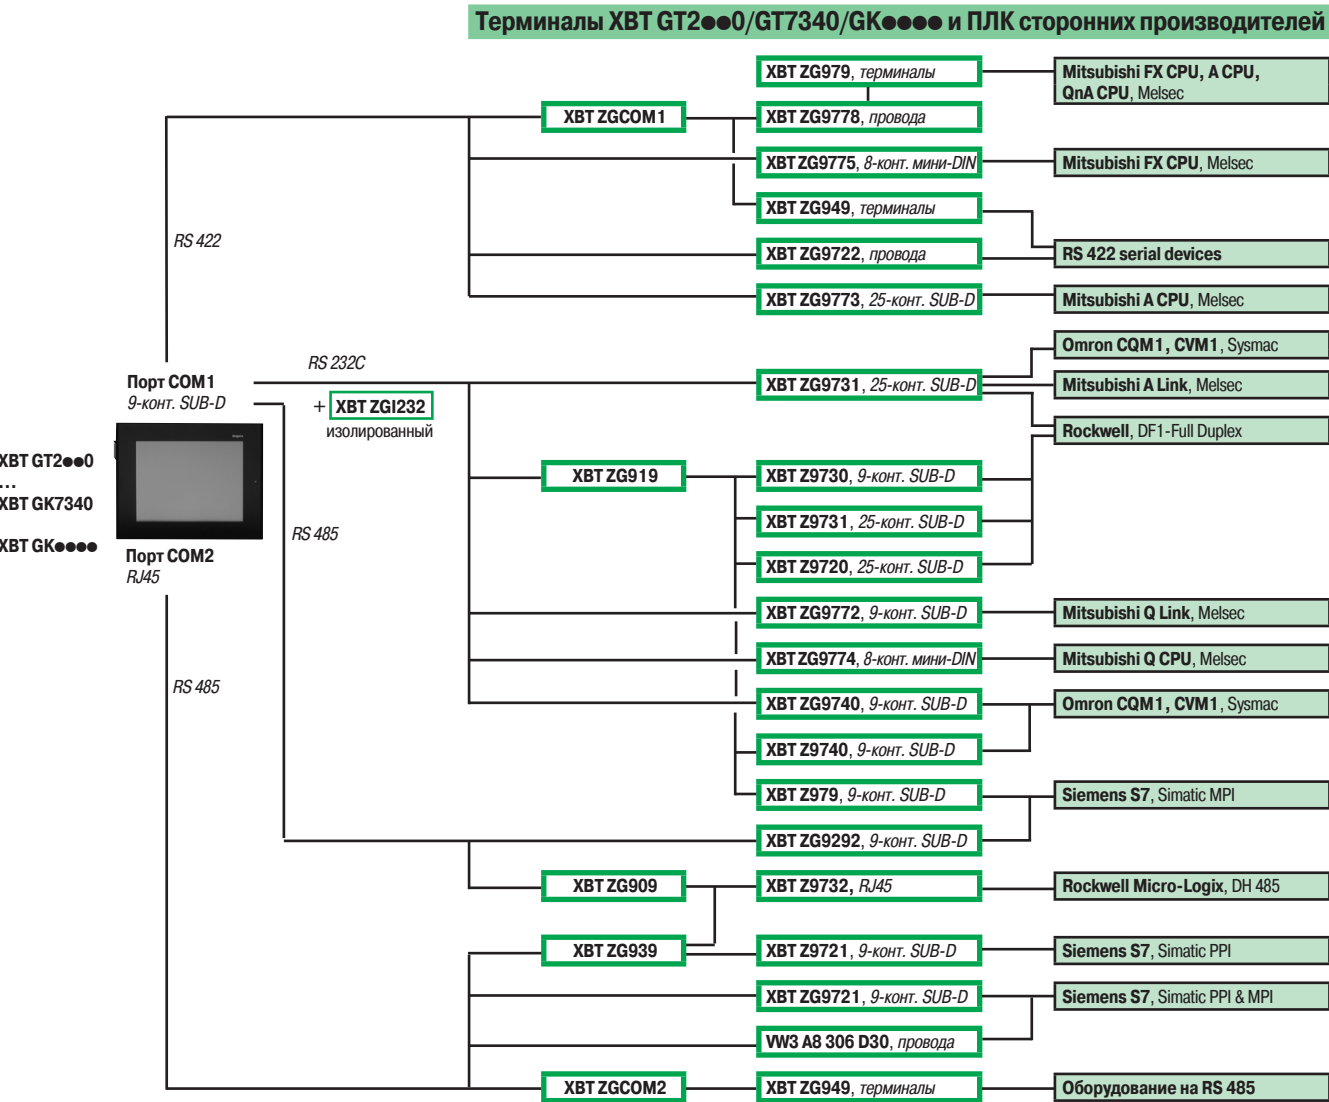 Терминалы XBT GT2●●0/GT7340/GK●●●● и ПЛК сторонних производителей
XBT ZG979, терминалы
Mitsubishi FX CPU, A CPU,
QnA CPU, Melsec
XBT ZGCOM1
XBT ZG9778, провода
XBT ZG9775, 8-конт. мини-DIN
Mitsubishi FX CPU, Melsec
XBT ZG949, терминалы
RS 422
XBT ZG9722, провода
RS 422 serial devices
XBT ZG9773, 25-конт. SUB-D
Mitsubishi A CPU, Melsec
Omron CQM1, CVM1, Sysmac
RS 232C
Порт COM1
9-конт. SUB-D
XBT ZG9731, 25-конт. SUB-D
Mitsubishi A Link, Melsec
+ XBT ZGI232
изолированный
Rockwell, DF1-Full Duplex
XBT GT2●●0
...
XBT GK7340
XBT GK●●●●
XBT ZG919
XBT Z9730, 9-конт. SUB-D
XBT Z9731, 25-конт. SUB-D
RS 485
Порт COM2
RJ45
XBT Z9720, 25-конт. SUB-D
XBT ZG9772, 9-конт. SUB-D
Mitsubishi Q Link, Melsec
XBT ZG9774, 8-конт. мини-DIN
Mitsubishi Q CPU, Melsec
RS 485
XBT ZG9740, 9-конт. SUB-D
Omron CQM1, CVM1, Sysmac
XBT Z9740, 9-конт. SUB-D
XBT Z979, 9-конт. SUB-D
Siemens S7, Simatic MPI
XBT ZG9292, 9-конт. SUB-D
XBT ZG909
XBT Z9732, RJ45
Rockwell Micro-Logix, DH 485
XBT ZG939
XBT Z9721, 9-конт. SUB-D
Siemens S7, Simatic PPI
XBT ZG9721, 9-конт. SUB-D
Siemens S7, Simatic PPI & MPI
VW3 A8 306 D30, провода
XBT ZGCOM2
XBT ZG949, терминалы
Оборудование на RS 485